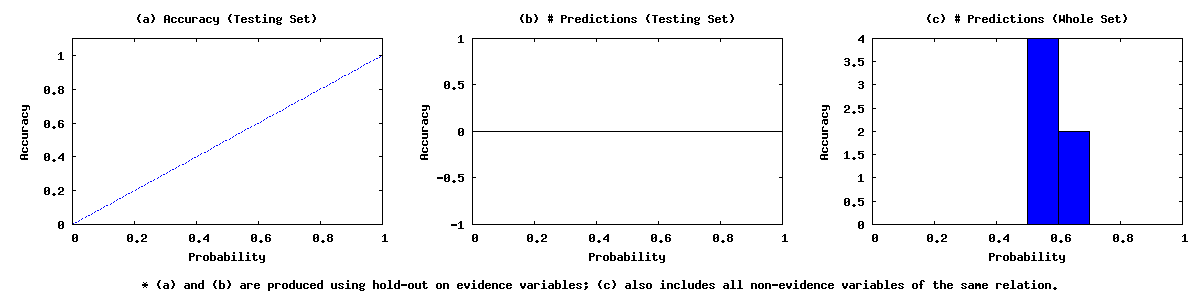 (a) Accuracy (Testing Set)
1
0.8
0.6
0.4
0.2
0
0 0.2 0.4 0.6 0.8 1
Accuracy
Probability
(b) # Predictions (Testing Set)
1
0.5
0
-0.5
-1
0 0.2 0.4 0.6 0.8 1
Accuracy
Probability
(c) # Predictions (Whole Set)
4
3.5
3
2.5
2
1.5
1
0.5
0
0 0.2 0.4 0.6 0.8 1
Accuracy
Probability
* (a) and (b) are produced using hold-out on evidence variables; (c) also includes all non-evidence variables of the same relation.